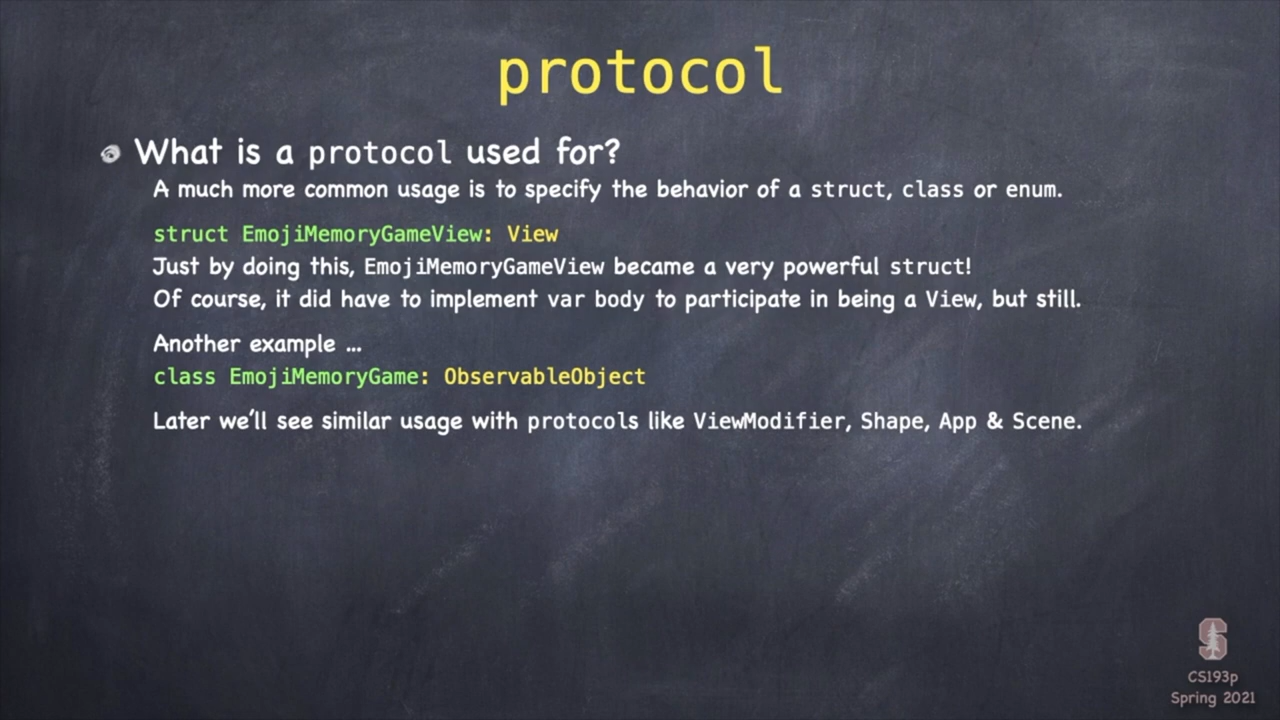 protocol
What is a protocol used for?
A much more common usage is to specify the behavior of a struct, class or enum.
struct EmojiMemoryGameView: View
Just by doing this, EmojiMemoryGameView became a very powerful struct!
Of course, it did have to implement var body to participate in being a View, but still.
Another example ...
class EmojiMemoryGame: ObservableObject
Later we'll see similar usage with protocols like ViewModifier, Shape, App & Scene.
S
CS193p
Spring 2021